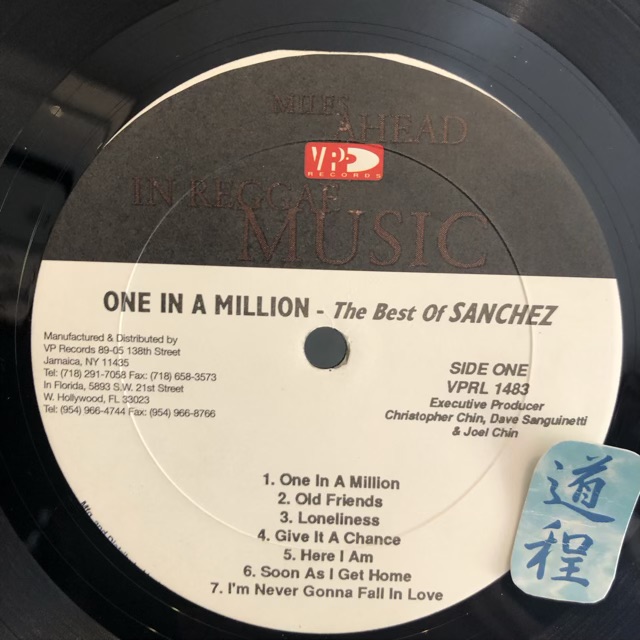 MILES
AHEAD
VP
RECORDS
IN REGGAE
MUSIC
ONE IN A MILLION - The Best Of SANCHEZ
Manufactured & Distributed by
VP Records 89-05 138th Street
Jamaica, NY 11435
Tel: (718) 291-7058 Fax: (718) 658-3573
In Florida, 5893 S.W. 21st Street
W. Hollywood, FL 33023
Tel: (954) 966-4744 Fax: (954) 966-8766
SIDE ONE
VPRL 1483
Executive Producer
Christopher Chin, Dave Sanguinetti
& Joel Chin
1. One In A Million
2. Old Friends
3. Loneliness
4. Give It A Chance
5. Here I Am
6. Soon As I Get Home
7. I'm Never Gonna Fall In Love
道
程